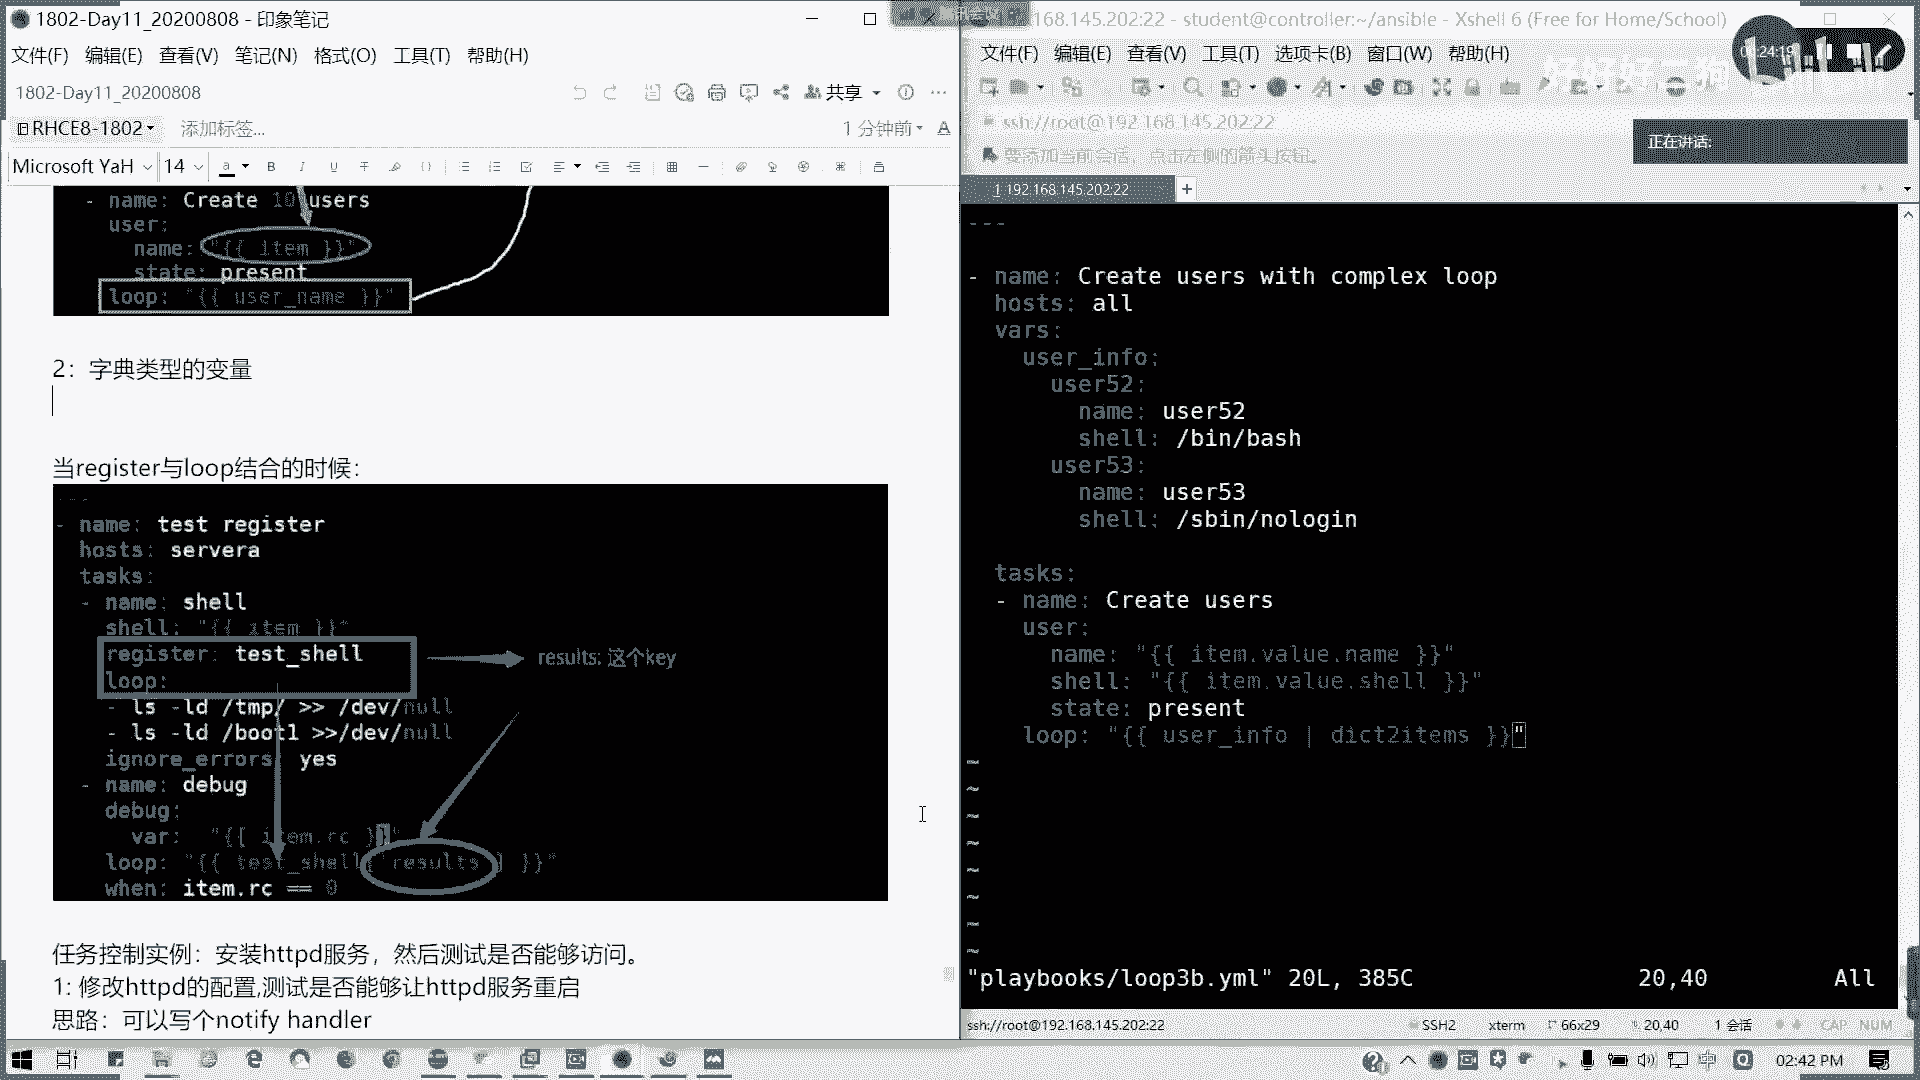 1802-Day11_20200808 - 印象笔记
文件(F) 编辑(E) 查看(V) 笔记(N) 格式(O) 工具(T) 帮助(H)
1802-Day11_20200808
共享
RHCE8-1802
添加标签...
1 分钟前
Microsoft YaH
14
- name: Create 10 users
user:
name: "{{ item }}"
state: present
loop: "{{ user_name }}"
2：字典类型的变量
当register与loop结合的时候：
---
- name: test register
hosts: servera
tasks:
- name: shell
shell: "{{ item }}"
register: test_shell
loop:
- ls -ld /tmp/ >> /dev/null
- ls -ld /boot1 >>/dev/null
ignore_errors: yes
- name: debug
debug:
var: "{{ item.rc }}"
loop: "{{ test_shell['results'] }}"
when: item.rc == 0
results: 这个key
任务控制实例：安装httpd服务，然后测试是否能够访问。
1: 修改httpd的配置,测试是否能够让httpd服务重启
思路：可以写个notify handler
168.145.202:22 - student@controller:~/ansible - Xshell 6 (Free for Home/School)
文件(F) 编辑(E) 查看(V) 工具(T) 选项卡(B) 窗口(W) 帮助(H)
ssh://root@192.168.145.202:22
要添加当前会话，点击左侧的箭头按钮。
正在讲话:
1 192.168.145.202:22
---
- name: Create users with complex loop
hosts: all
vars:
user_info:
user52:
name: user52
shell: /bin/bash
user53:
name: user53
shell: /sbin/nologin
tasks:
- name: Create users
user:
name: "{{ item.value.name }}"
shell: "{{ item.value.shell }}"
state: present
loop: "{{ user_info | dict2items }}"
~
~
~
~
~
~
~
~
"playbooks/loop3b.yml" 20L, 385C 20,40 All
ssh://root@192.168.145.202:22 SSH2 xterm 66x29 20,40 1 会话 CAP NUM
中
02:42 PM